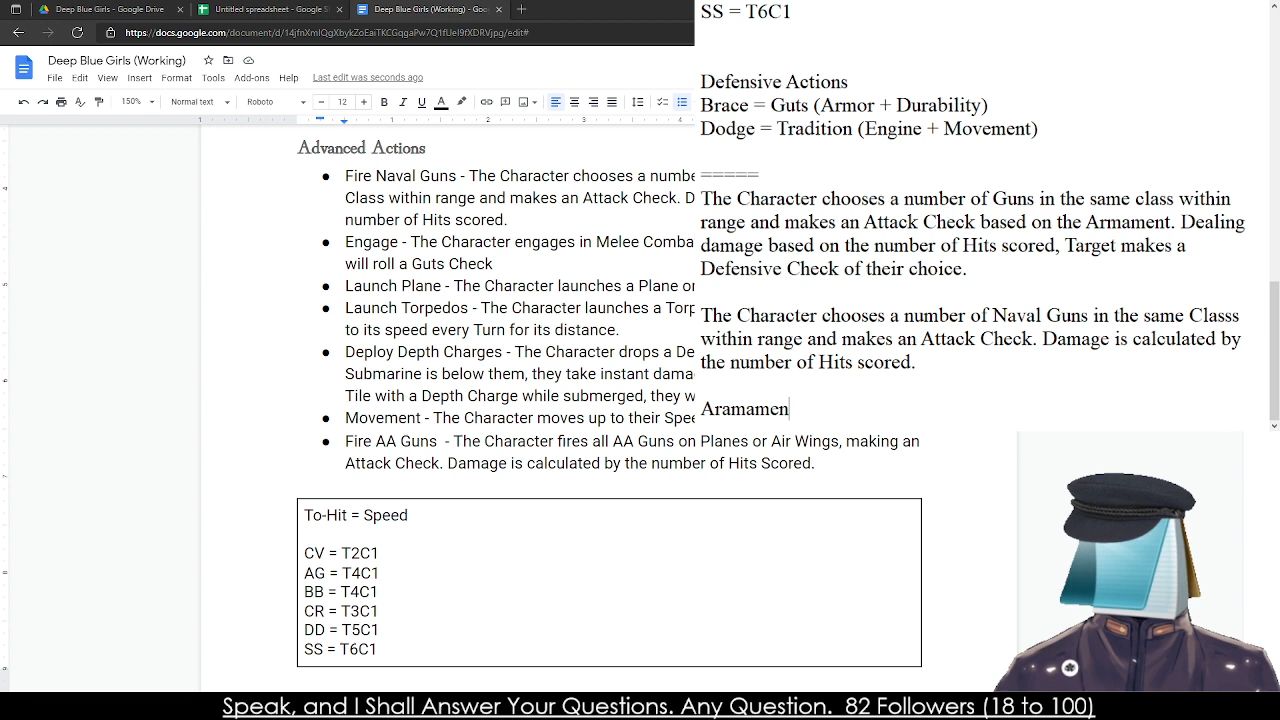 Deep Blue Girls - Google Drive
Untitled spreadsheet - Google S
Deep Blue Girls (Working) - Goo
https://docs.google.com/document/d/14jfnXmIQgXbykZoEaiTKCGqgaPw7Q1fUeI9fXDRVjpg/edit#
Deep Blue Girls (Working)
File Edit View Insert Format Tools Add-ons Help Last edit was seconds ago
150% Normal text Roboto 12
Advanced Actions
Fire Naval Guns - The Character chooses a numbe
Class within range and makes an Attack Check. D
number of Hits scored.
Engage - The Character engages in Melee Comba
will roll a Guts Check
Launch Plane - The Character launches a Plane or
Launch Torpedos - The Character launches a Torp
to its speed every Turn for its distance.
Deploy Depth Charges - The Character drops a De
Submarine is below them, they take instant dama
Tile with a Depth Charge while submerged, they w
Movement - The Character moves up to their Spee
Fire AA Guns - The Character fires all AA Guns on Planes or Air Wings, making an
Attack Check. Damage is calculated by the number of Hits Scored.
To-Hit = Speed
CV = T2C1
AG = T4C1
BB = T4C1
CR = T3C1
DD = T5C1
SS = T6C1
SS = T6C1
Defensive Actions
Brace = Guts (Armor + Durability)
Dodge = Tradition (Engine + Movement)
=====
The Character chooses a number of Guns in the same class within
range and makes an Attack Check based on the Armament. Dealing
damage based on the number of Hits scored, Target makes a
Defensive Check of their choice.
The Character chooses a number of Naval Guns in the same Classs
within range and makes an Attack Check. Damage is calculated by
the number of Hits scored.
Aramamen
Speak, and I Shall Answer Your Questions. Any Question. 82 Followers (18 to 100)